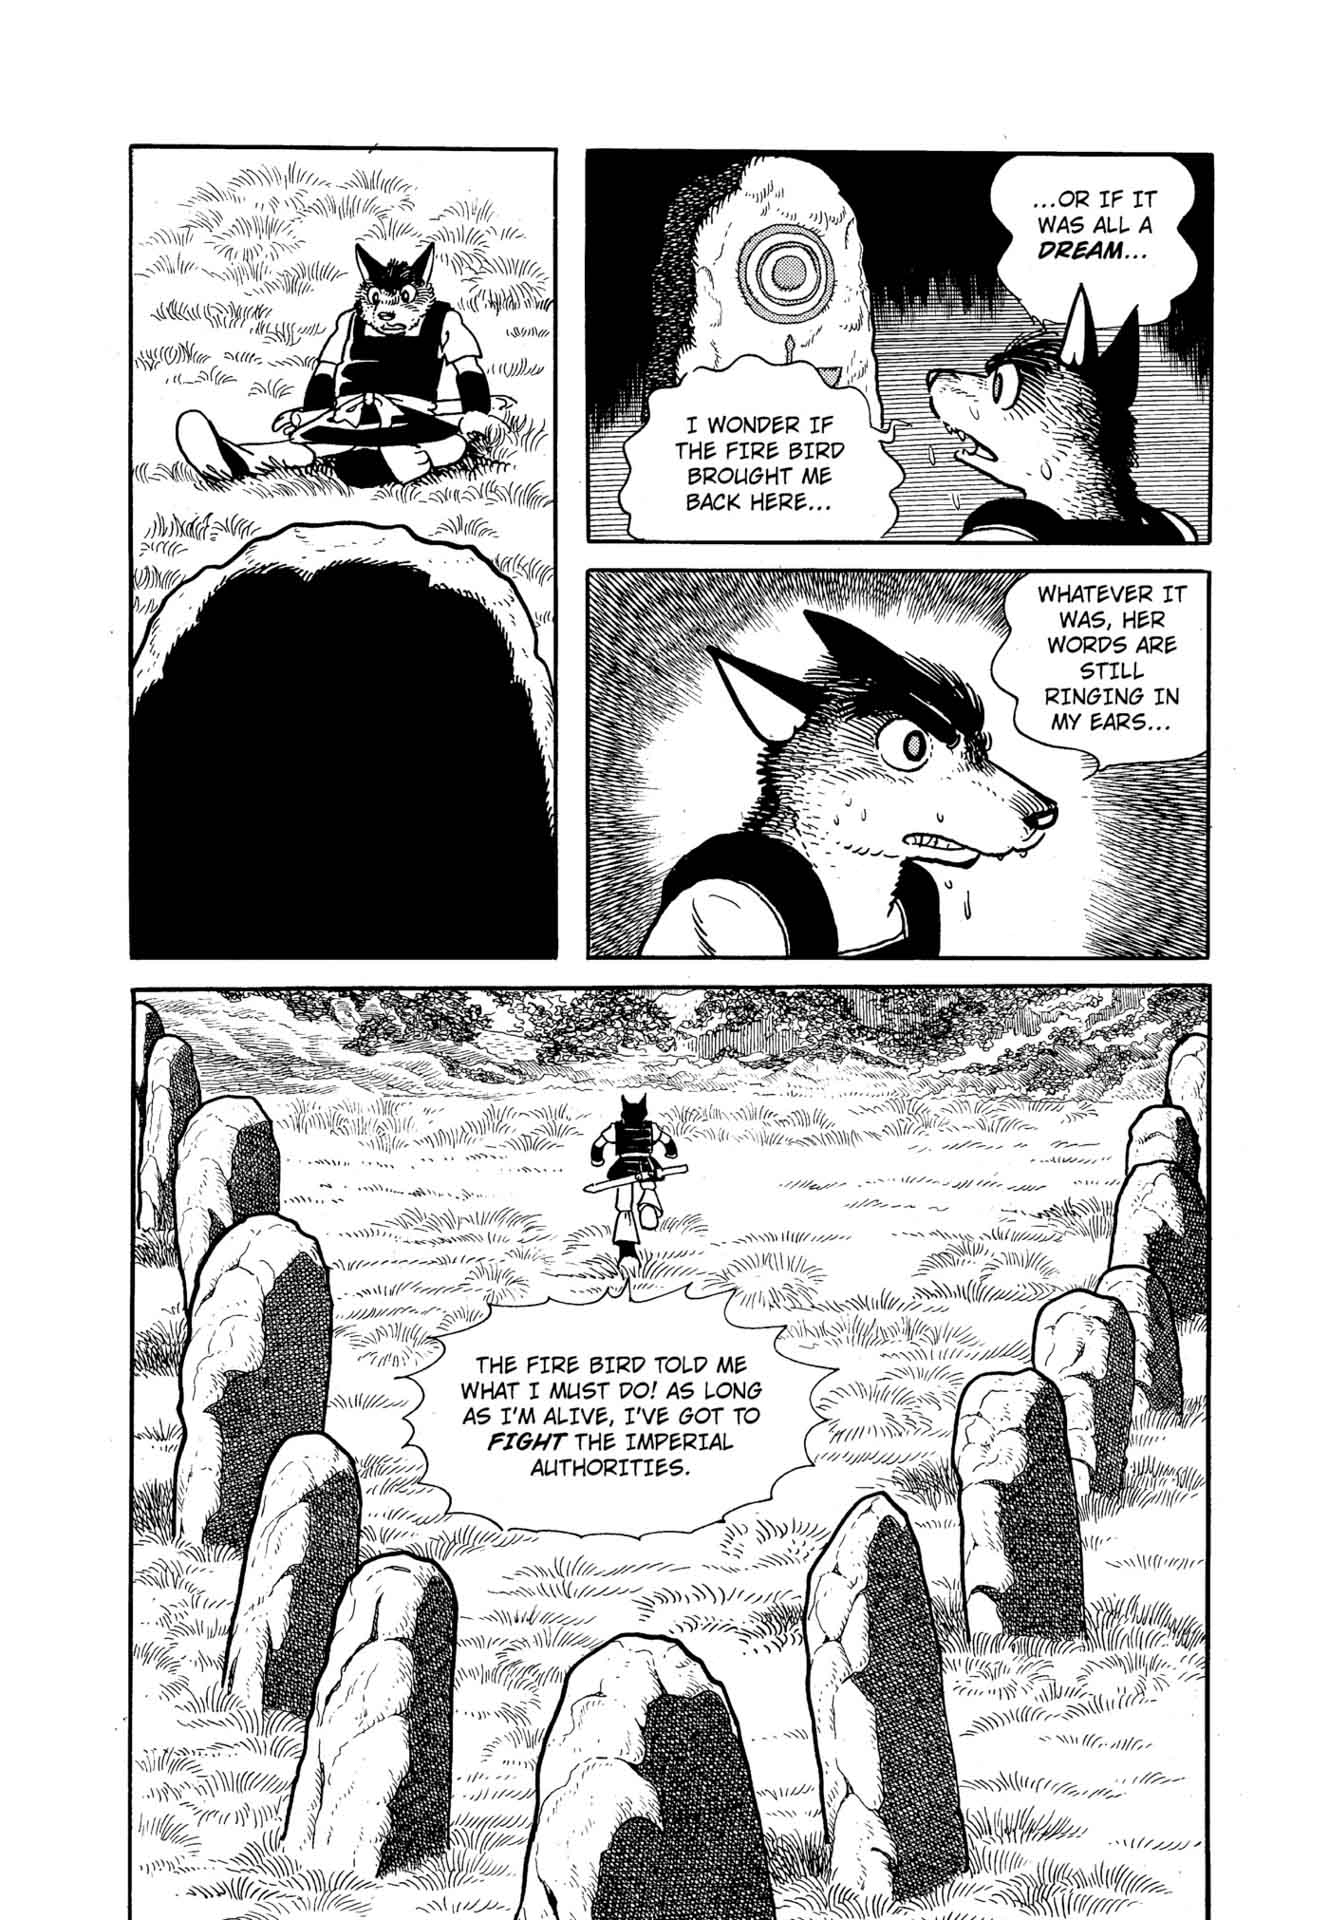 I WONDER IF
THE FIRE BIRD
BROUGHT ME
BACK HERE...
...OR IF IT
WAS ALL A
DREAM...
WHATEVER IT
WAS, HER
WORDS ARE
STILL
RINGING IN
MY EARS...
THE FIRE BIRD TOLD ME
WHAT I MUST DO! AS LONG
AS I'M ALIVE, I'VE GOT TO
FIGHT THE IMPERIAL
AUTHORITIES.